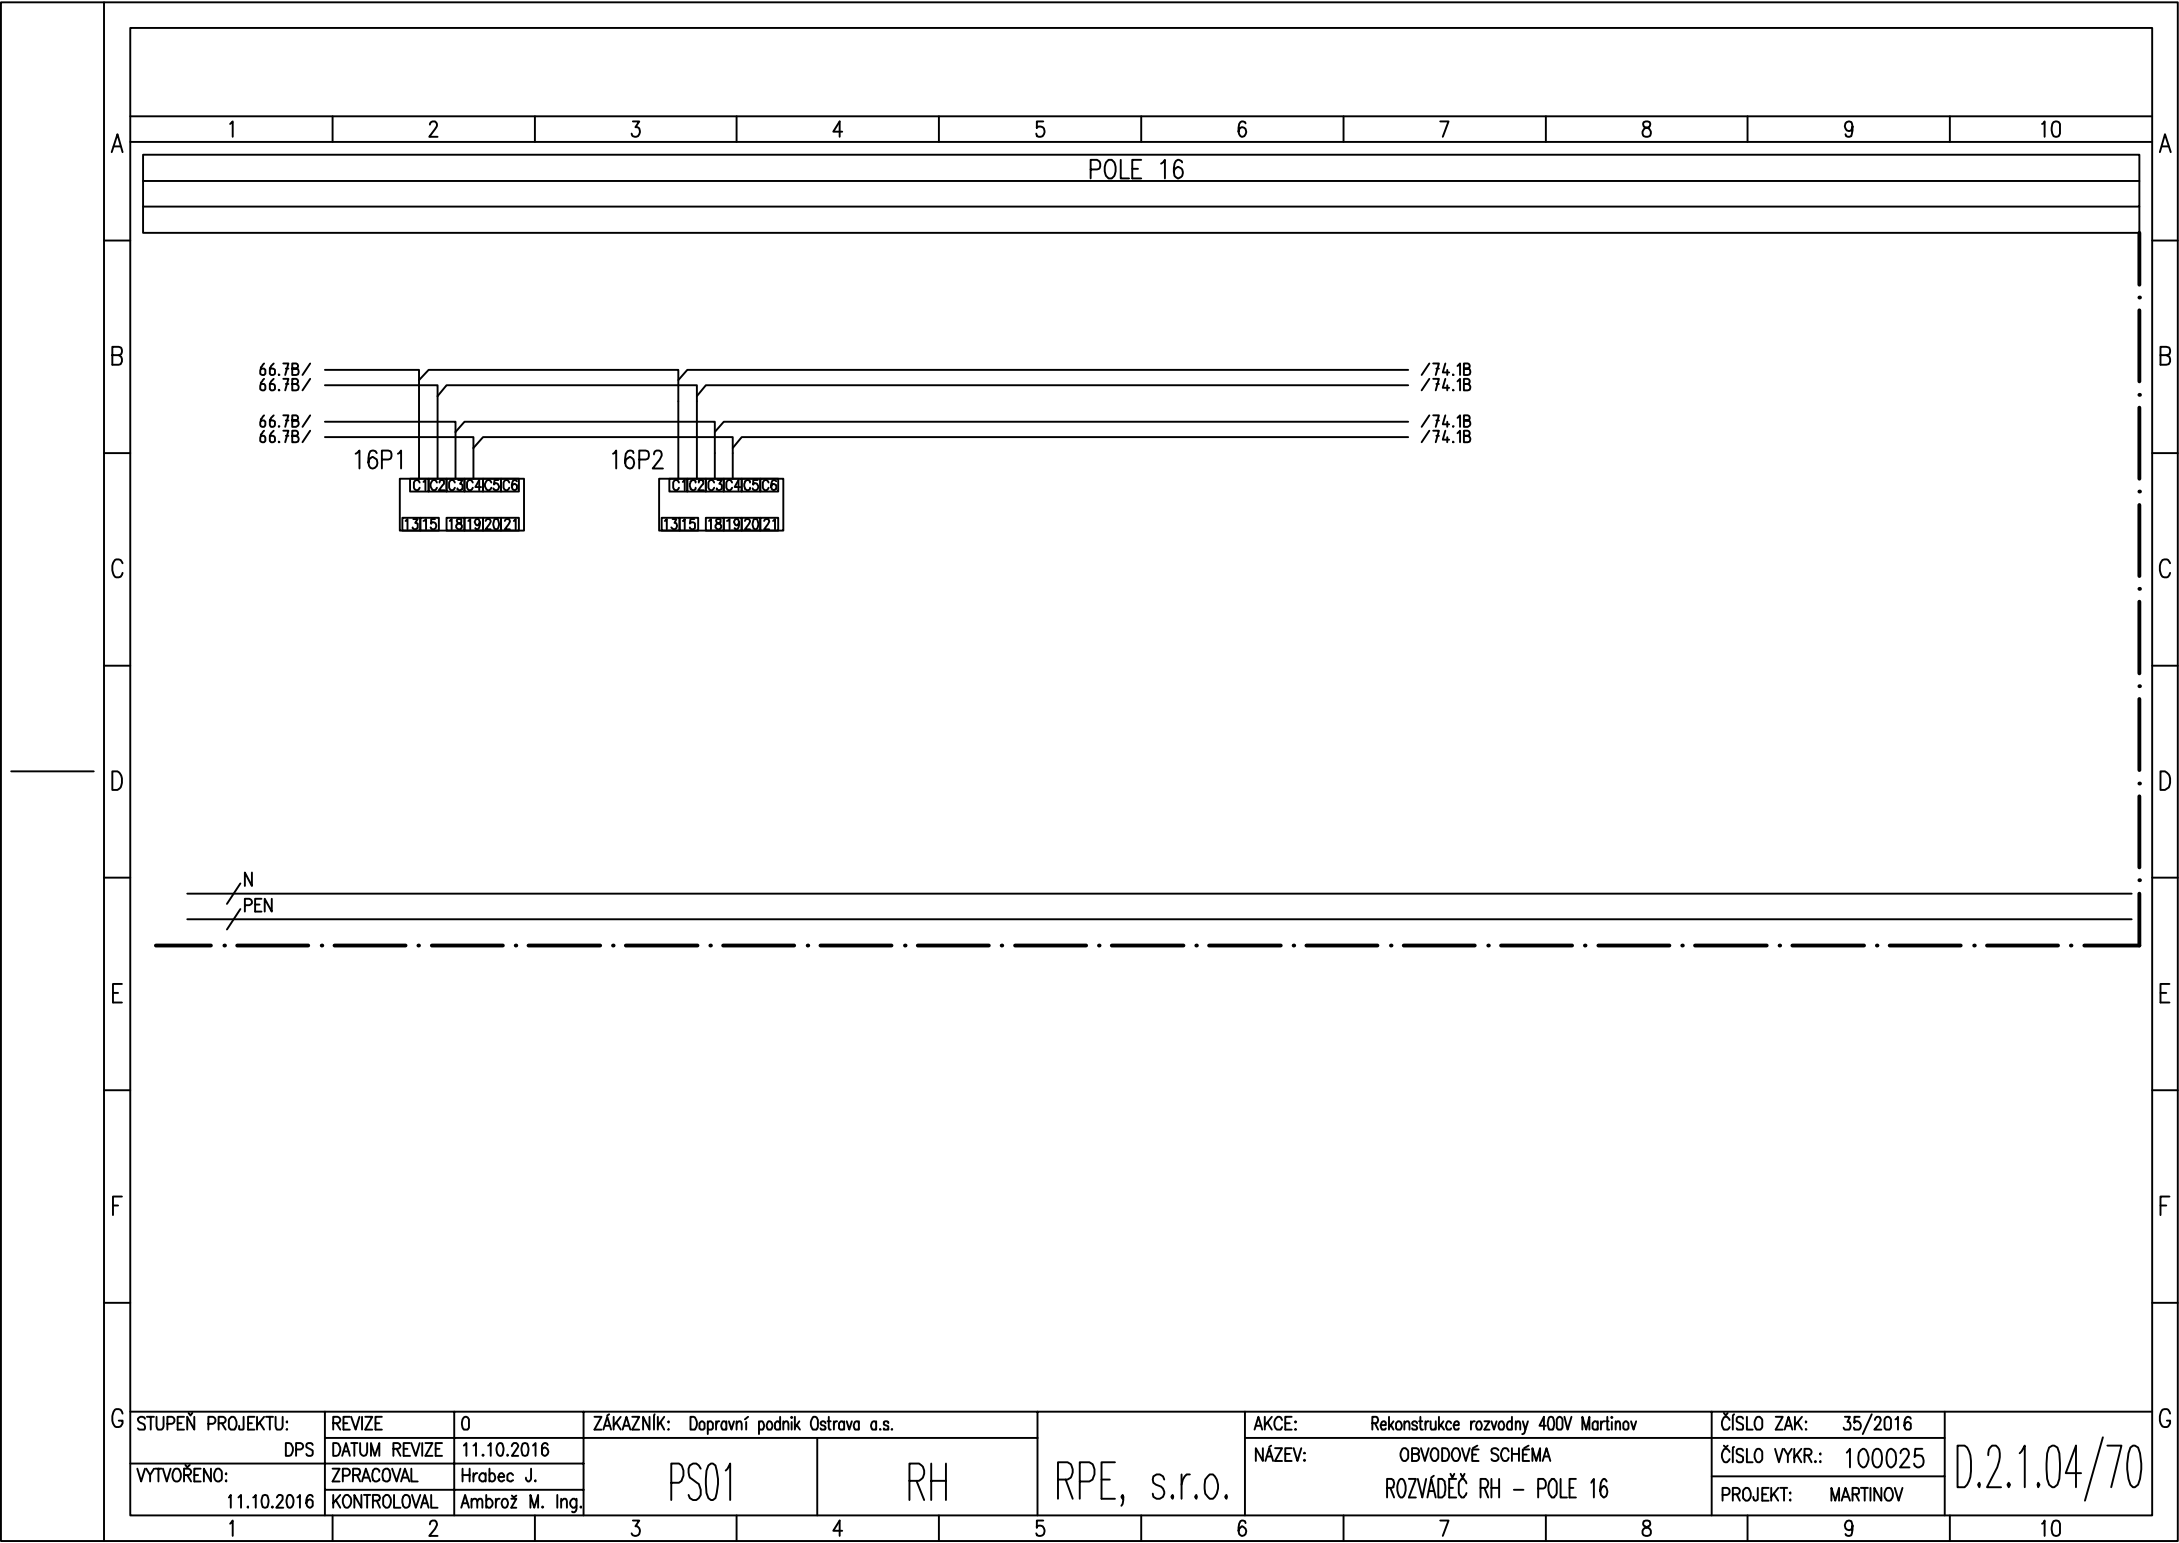 1 2 3 4 5 6 7 8 9 10
A A
POLE 16
B B
66.7B/ /74.1B
66.7B/ /74.1B
66.7B/ /74.1B
66.7B/ /74.1B
16P1 16P2
C1 C2 C3 C4 C5 C6 C1 C2 C3 C4 C5 C6
13 15 18 19 20 21 13 15 18 19 20 21
C C
D D
N
PEN
E E
F F
G G
STUPEŇ PROJEKTU: REVIZE 0 ZÁKAZNÍK: Dopravní podnik Ostrava a.s. AKCE: Rekonstrukce rozvodny 400V Martinov ČÍSLO ZAK: 35/2016
DPS DATUM REVIZE 11.10.2016 NÁZEV: OBVODOVÉ SCHÉMA ČÍSLO VYKR.: 100025
VYTVOŘENO: ZPRACOVAL Hrabec J. PS01 RH RPE, s.r.o. ROZVÁDĚČ RH – POLE 16 D.2.1.04/70
11.10.2016 KONTROLOVAL Ambrož M. Ing. PROJEKT: MARTINOV
1 2 3 4 5 6 7 8 9 10